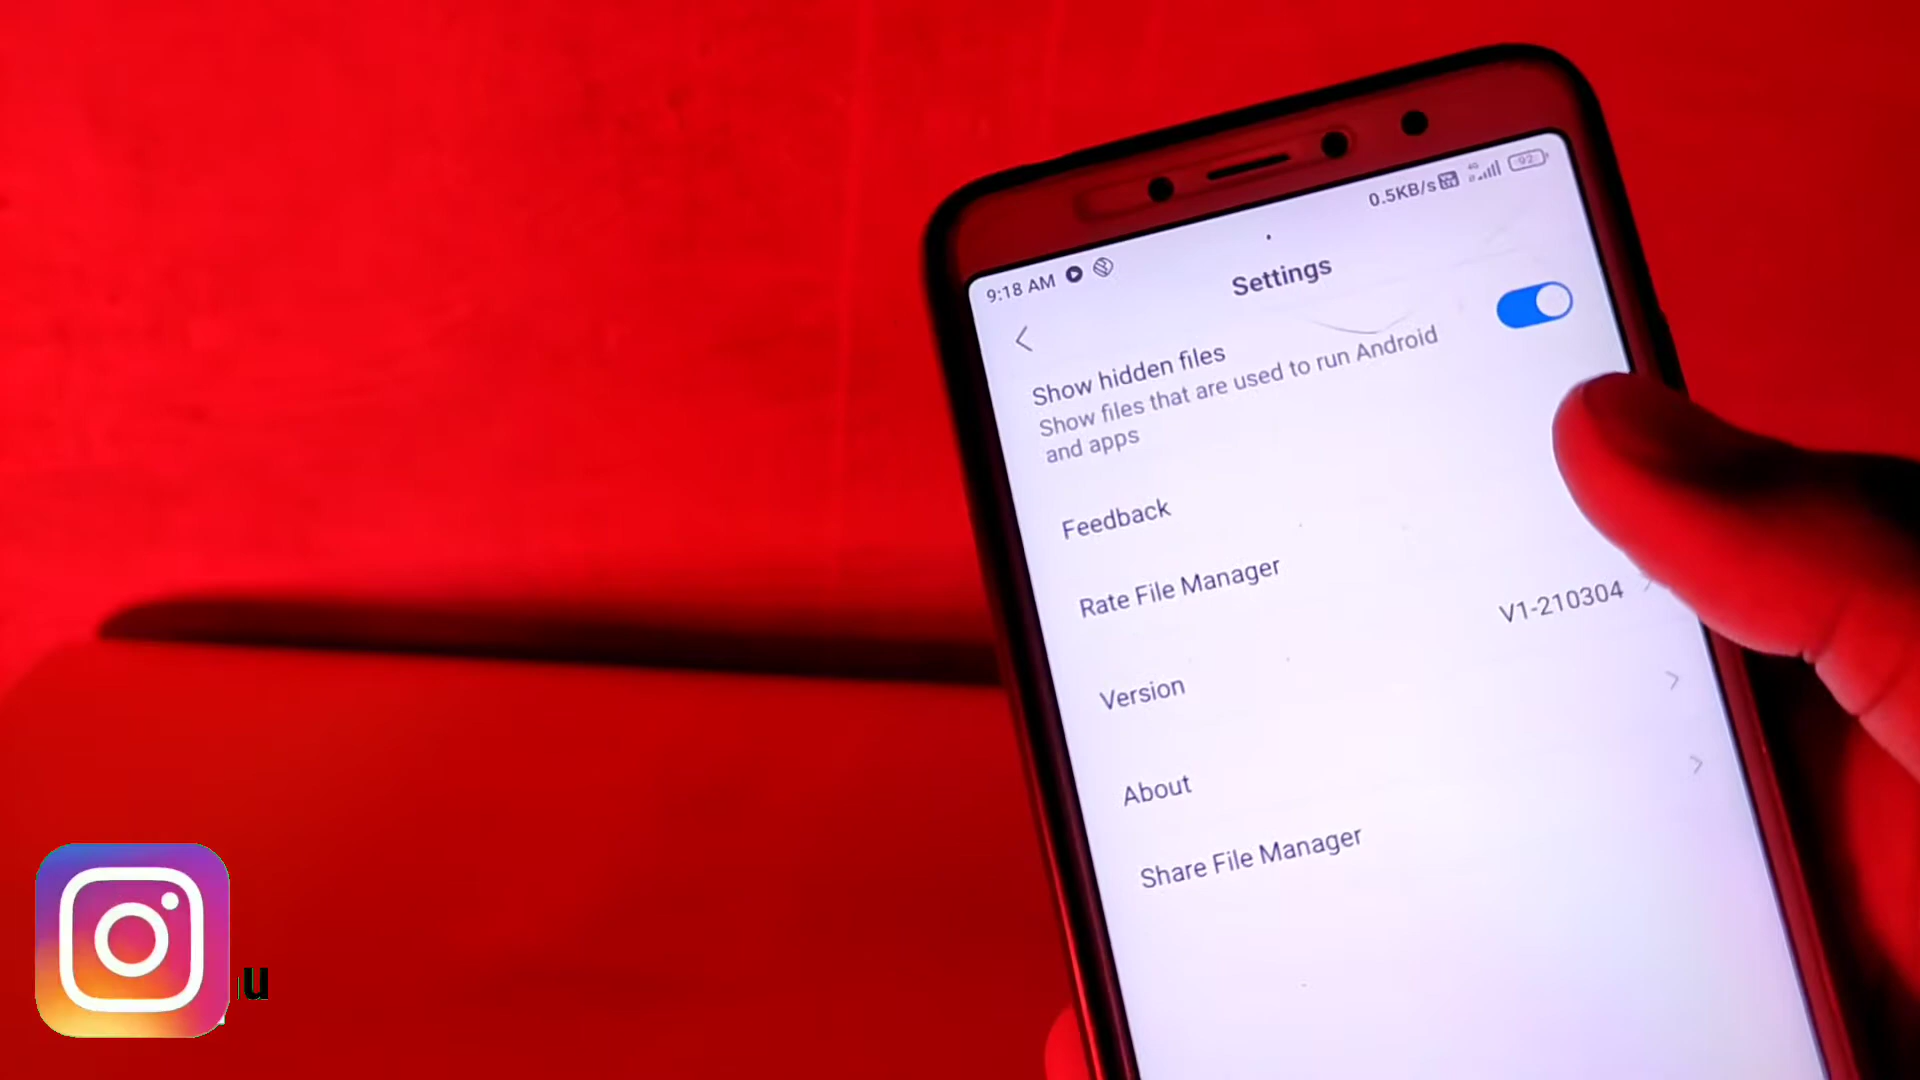 9:18 AM
0.5KB/s
92
Settings
Show hidden files
Show files that are used to run Android
and apps
Feedback
Rate File Manager
V1-210304
Version
About
Share File Manager
u